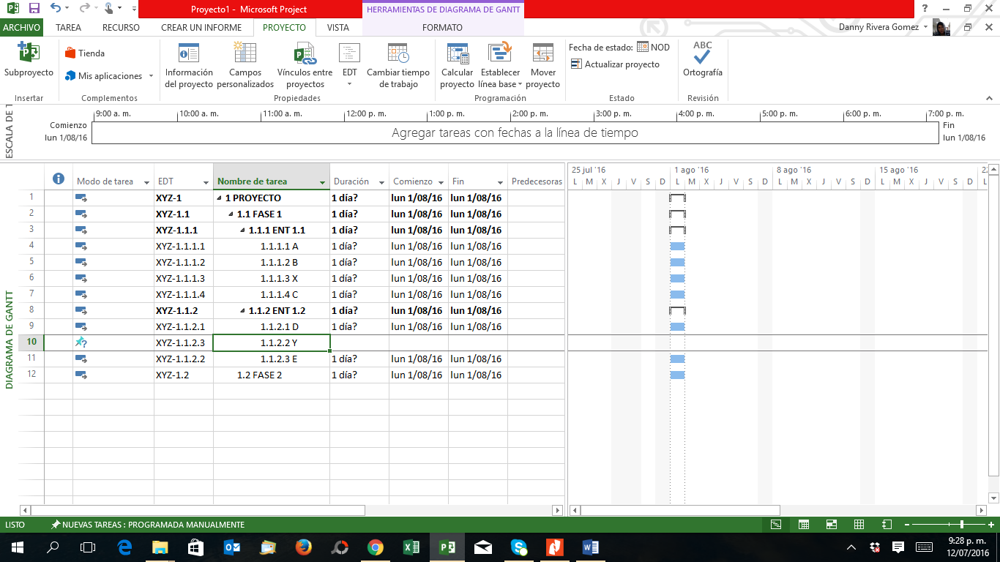 Proyecto1 - Microsoft Project
HERRAMIENTAS DE DIAGRAMA DE GANTT
?
ARCHIVO TAREA RECURSO CREAR UN INFORME PROYECTO VISTA FORMATO
Danny Rivera Gomez
Subproyecto
Tienda
Mis aplicaciones
Información del proyecto
Campos personalizados
Vínculos entre proyectos
EDT
Cambiar tiempo de trabajo
Calcular proyecto
Establecer línea base
Mover proyecto
Fecha de estado: NOD
Actualizar proyecto
ABC
Ortografía
Insertar Complementos Propiedades Programación Estado Revisión
ESCALA DE T
9:00 a. m. 10:00 a. m. 11:00 a. m. 12:00 p. m. 1:00 p. m. 2:00 p. m. 3:00 p. m. 4:00 p. m. 5:00 p. m. 6:00 p. m. 7:00 p. m.
Comienzo
lun 1/08/16
Agregar tareas con fechas a la línea de tiempo
Fin
lun 1/08/16
DIAGRAMA DE GANTT
Modo de tarea EDT Nombre de tarea Duración Comienzo Fin Predecesoras
25 jul '16 1 ago '16 8 ago '16 15 ago '16 22
L M X J V S D L M X J V S D L M X J V S D L M X J V S D L
1 XYZ-1 1 PROYECTO 1 día? lun 1/08/16 lun 1/08/16
2 XYZ-1.1 1.1 FASE 1 1 día? lun 1/08/16 lun 1/08/16
3 XYZ-1.1.1 1.1.1 ENT 1.1 1 día? lun 1/08/16 lun 1/08/16
4 XYZ-1.1.1.1 1.1.1.1 A 1 día? lun 1/08/16 lun 1/08/16
5 XYZ-1.1.1.2 1.1.1.2 B 1 día? lun 1/08/16 lun 1/08/16
6 XYZ-1.1.1.3 1.1.1.3 X 1 día? lun 1/08/16 lun 1/08/16
7 XYZ-1.1.1.4 1.1.1.4 C 1 día? lun 1/08/16 lun 1/08/16
8 XYZ-1.1.2 1.1.2 ENT 1.2 1 día? lun 1/08/16 lun 1/08/16
9 XYZ-1.1.2.1 1.1.2.1 D 1 día? lun 1/08/16 lun 1/08/16
10 XYZ-1.1.2.3 1.1.2.2 Y
11 XYZ-1.1.2.2 1.1.2.3 E 1 día? lun 1/08/16 lun 1/08/16
12 XYZ-1.2 1.2 FASE 2 1 día? lun 1/08/16 lun 1/08/16
LISTO NUEVAS TAREAS : PROGRAMADA MANUALMENTE
9:28 p. m.
12/07/2016